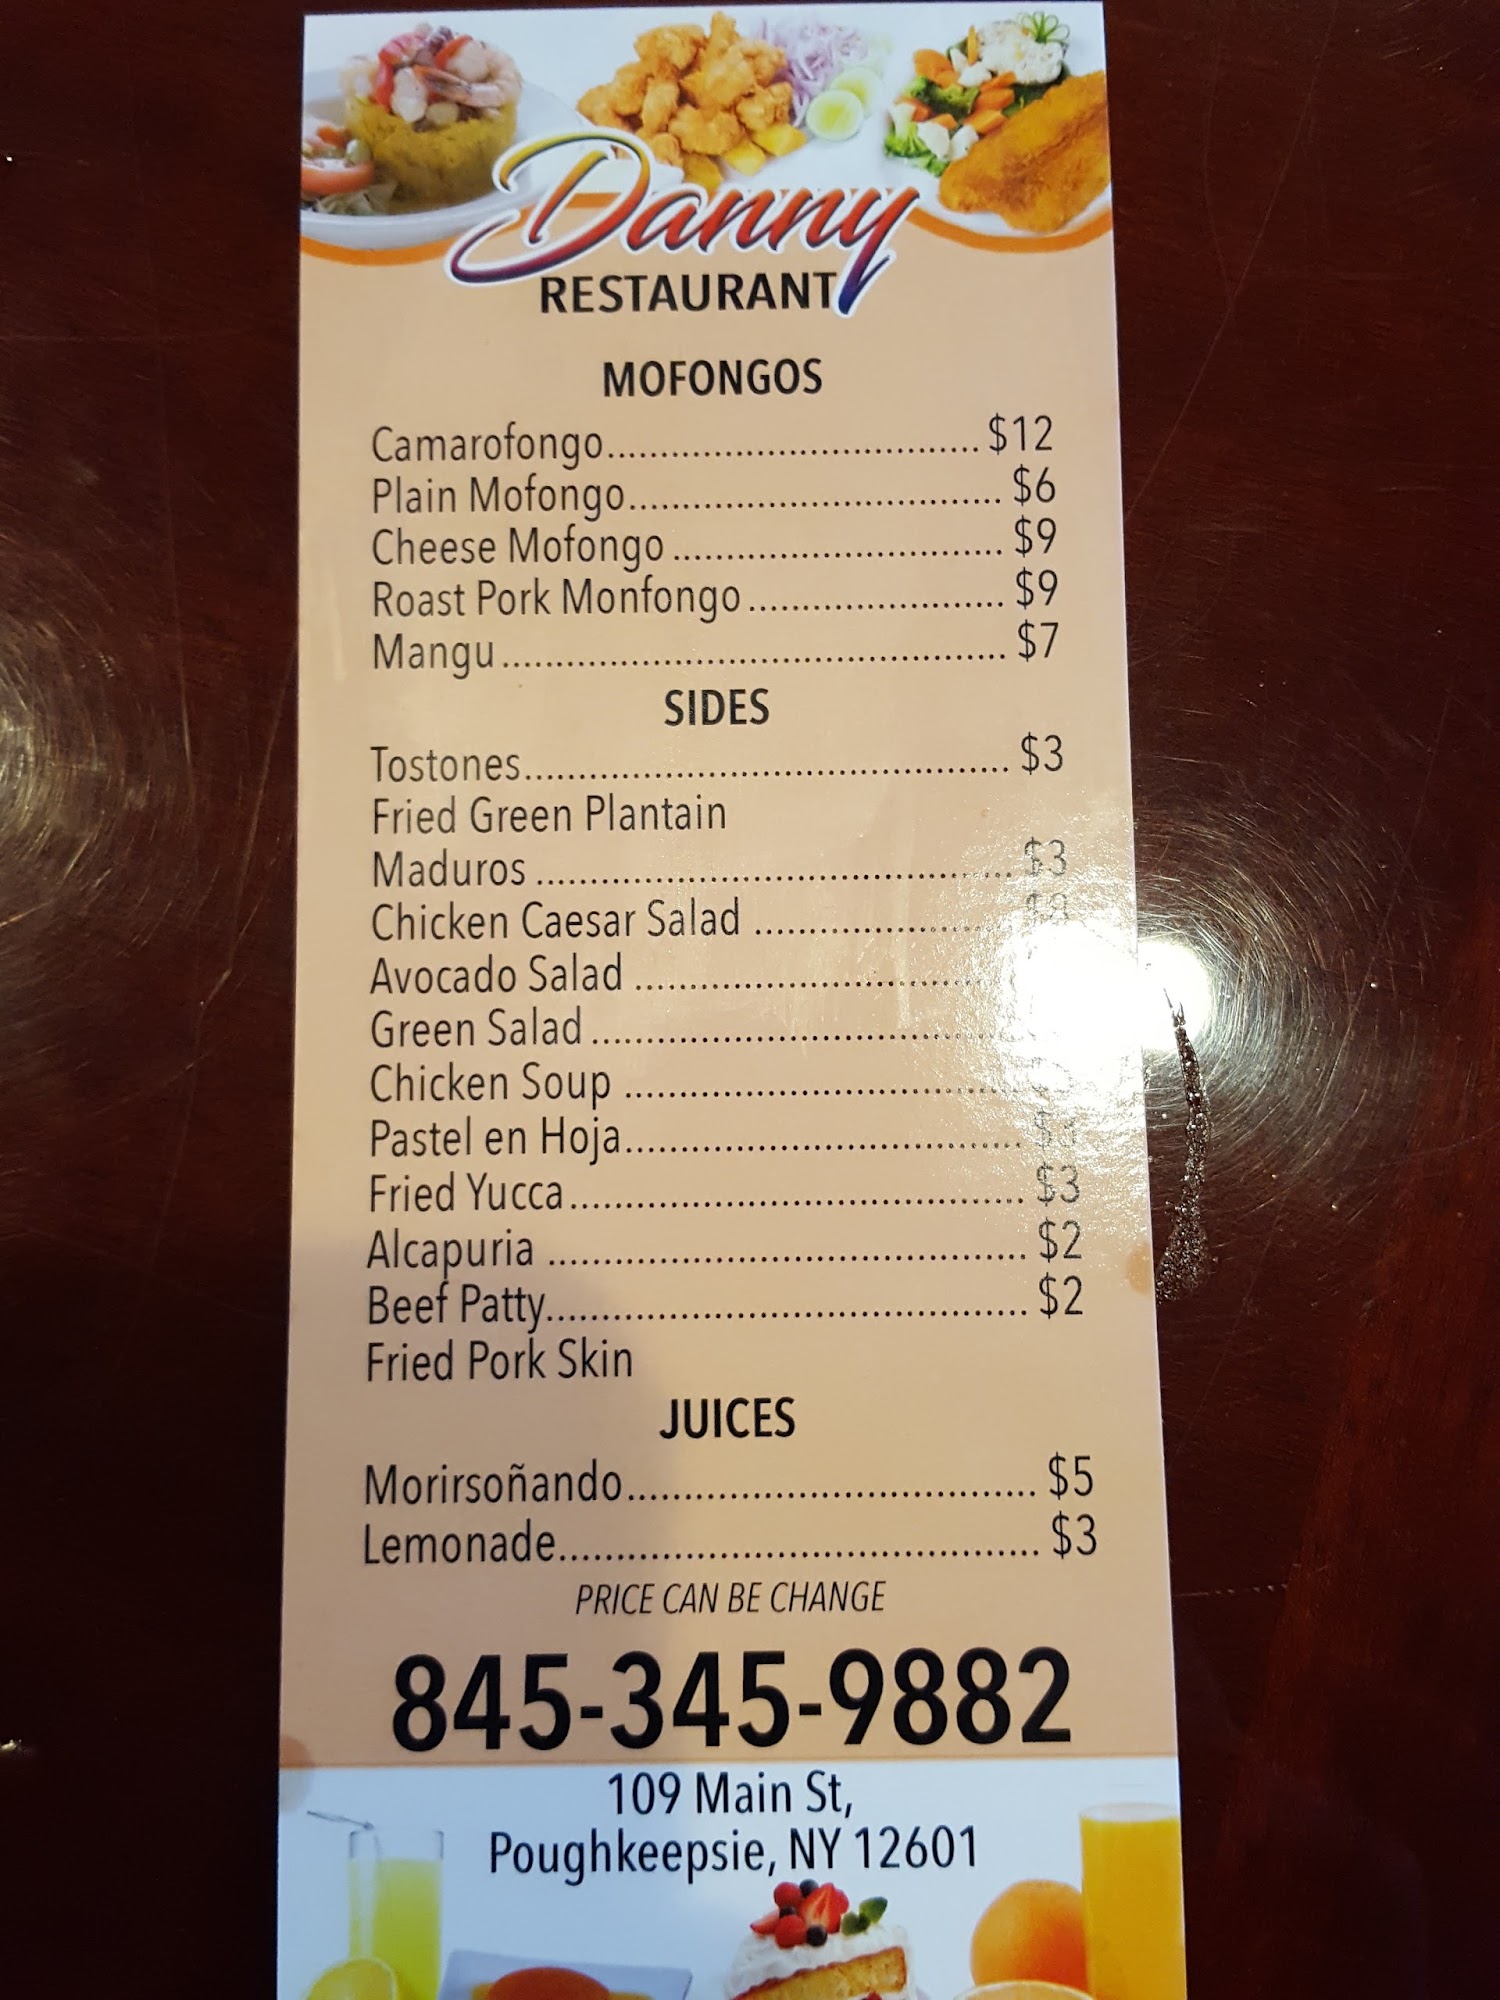 Danny
RESTAURANT
MOFONGOS
Camarofongo.................................... $12
Plain Mofongo.................................... $6
Cheese Mofongo ................................ $9
Roast Pork Monfongo ......................... $9
Mangu ................................................ $7
SIDES
Tostones.............................................. $3
Fried Green Plantain
Maduros ............................................. $3
Chicken Caesar Salad ........................ $8
Avocado Salad ..................................
Green Salad ........................................
Chicken Soup ......................................
Pastel en Hoja...................................... $3
Fried Yucca........................................... $3
Alcapuria ............................................. $2
Beef Patty.............................................. $2
Fried Pork Skin
JUICES
Morirsoñando....................................... $5
Lemonade.............................................. $3
PRICE CAN BE CHANGE
845-345-9882
109 Main St,
Poughkeepsie, NY 12601